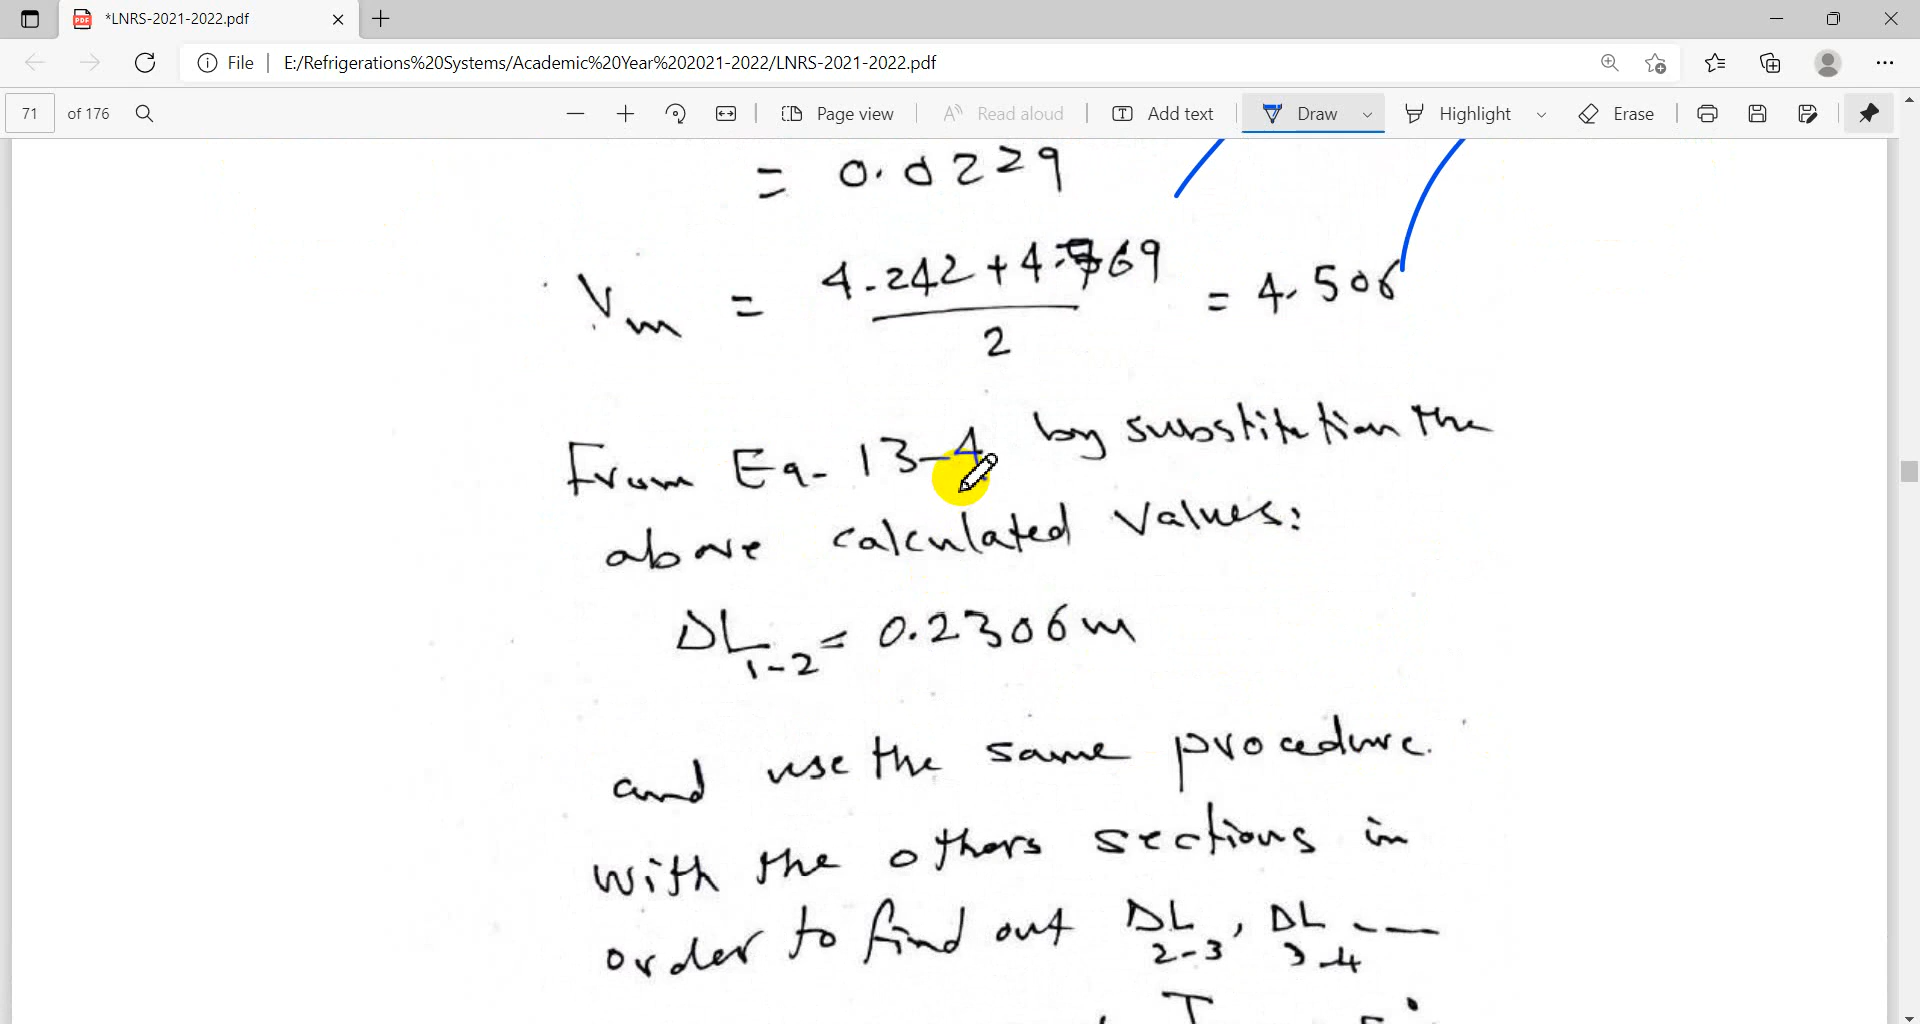 *LNRS-2021-2022.pdf
File E:/Refrigerations%20Systems/Academic%20Year%202021-2022/LNRS-2021-2022.pdf
71 of 176 Page view Read aloud Add text Draw Highlight Erase
= 0.0229
Vm = 4.242 + 4.769 / 2 = 4.506
From Eq. 13-4 by substitution the
above calculated values:
ΔL1-2 = 0.2306 m
and use the same procedure.
with the others sections in
order to find out ΔL2-3, ΔL3-4 ----